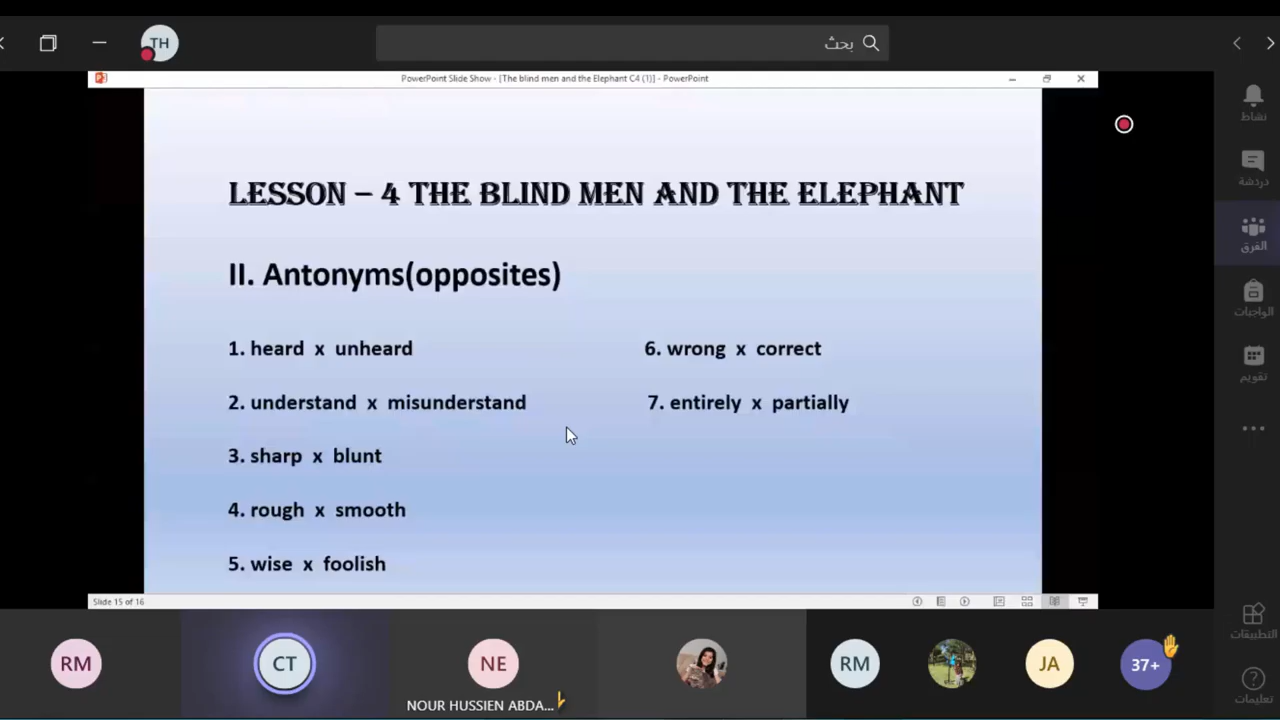 TH
بحث
PowerPoint Slide Show - [The blind men and the Elephant C4 (1)] - PowerPoint
LESSON – 4 THE BLIND MEN AND THE ELEPHANT
II. Antonyms(opposites)
1. heard x unheard
2. understand x misunderstand
3. sharp x blunt
4. rough x smooth
5. wise x foolish
6. wrong x correct
7. entirely x partially
Slide 15 of 16
نشاط
دردشة
الفرق
الواجبات
تقويم
التطبيقات
تعليمات
RM
CT
NE
NOUR HUSSIEN ABDA...
RM
JA
37+